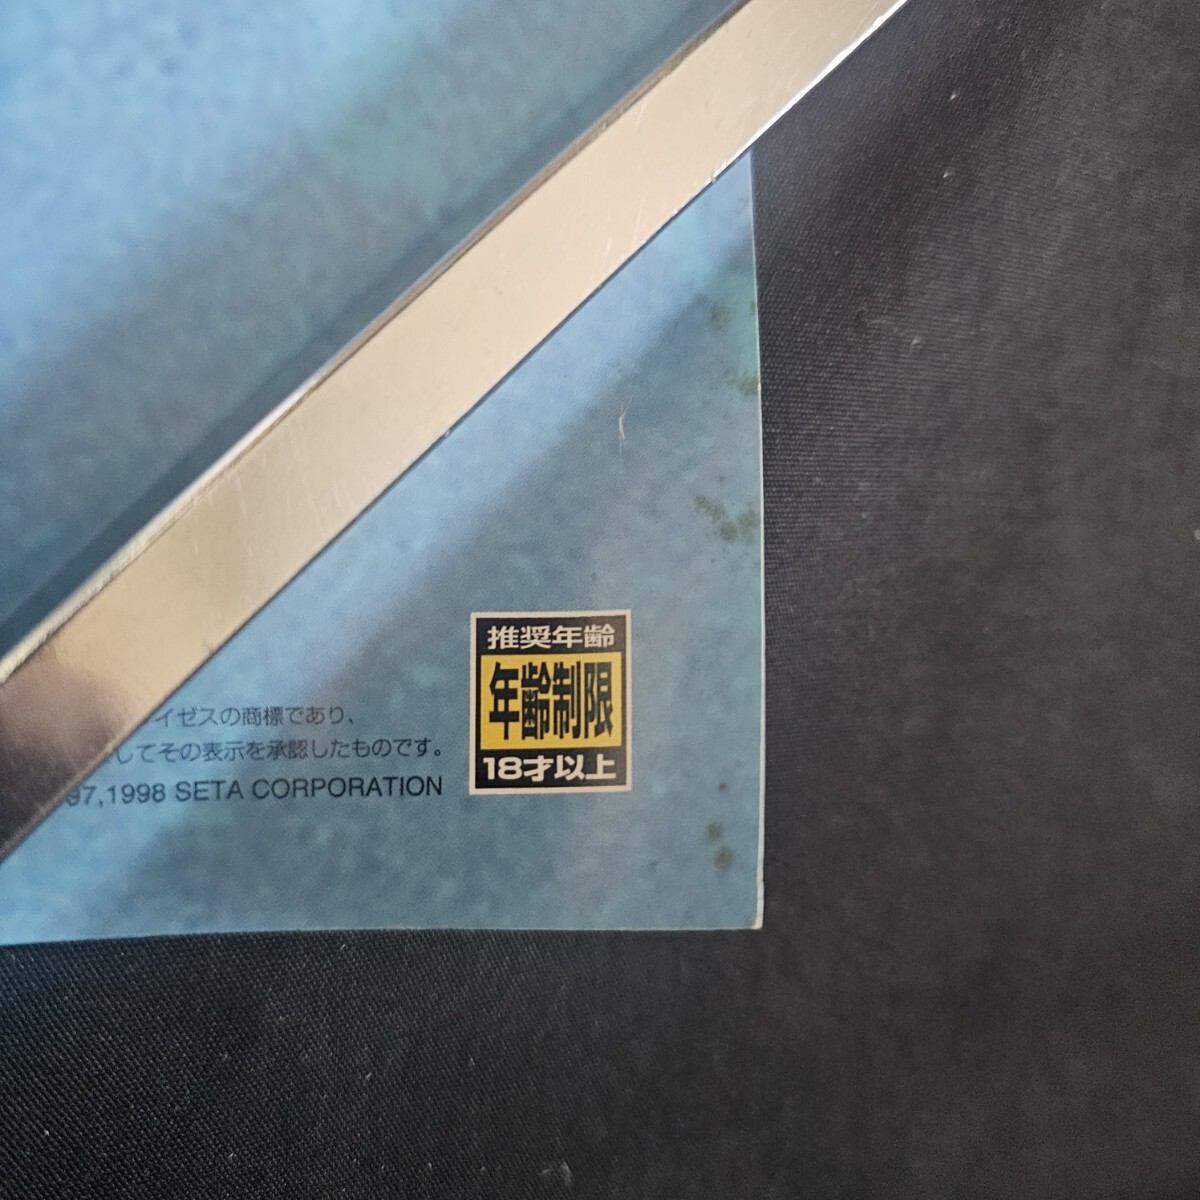 イゼスの商標であり、
してその表示を承認したものです。
97,1998 SETA CORPORATION
推奨年齢
年齢制限
18才以上